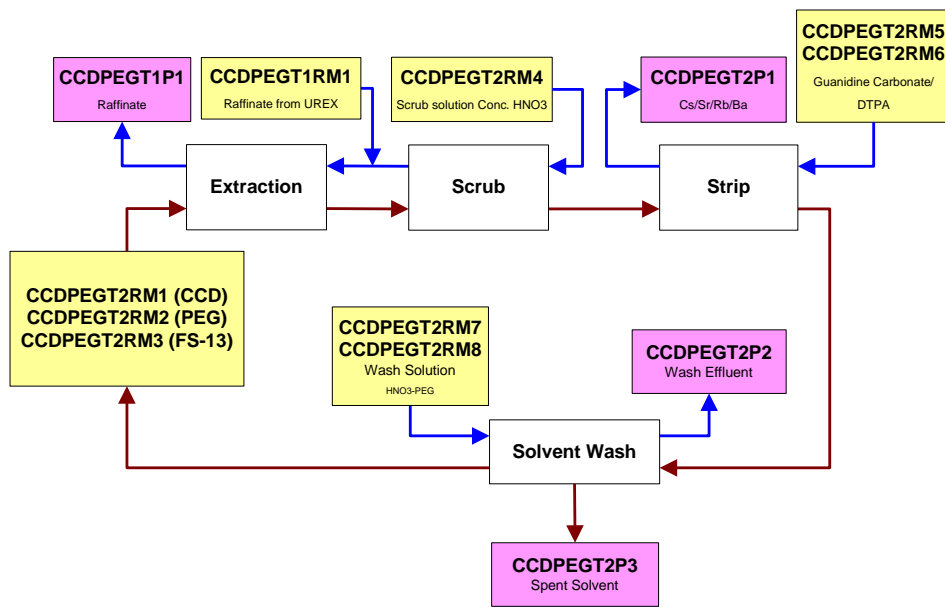 CCDPEGT1P1
Raffinate
CCDPEGT1RM1
Raffinate from UREX
CCDPEGT2RM4
Scrub solution Conc. HNO3
CCDPEGT2P1
Cs/Sr/Rb/Ba
CCDPEGT2RM5
CCDPEGT2RM6
Guanidine Carbonate/
DTPA
Extraction
Scrub
Strip
CCDPEGT2RM1 (CCD)
CCDPEGT2RM2 (PEG)
CCDPEGT2RM3 (FS-13)
CCDPEGT2RM7
CCDPEGT2RM8
Wash Solution
HNO3-PEG
CCDPEGT2P2
Wash Effluent
Solvent Wash
CCDPEGT2P3
Spent Solvent